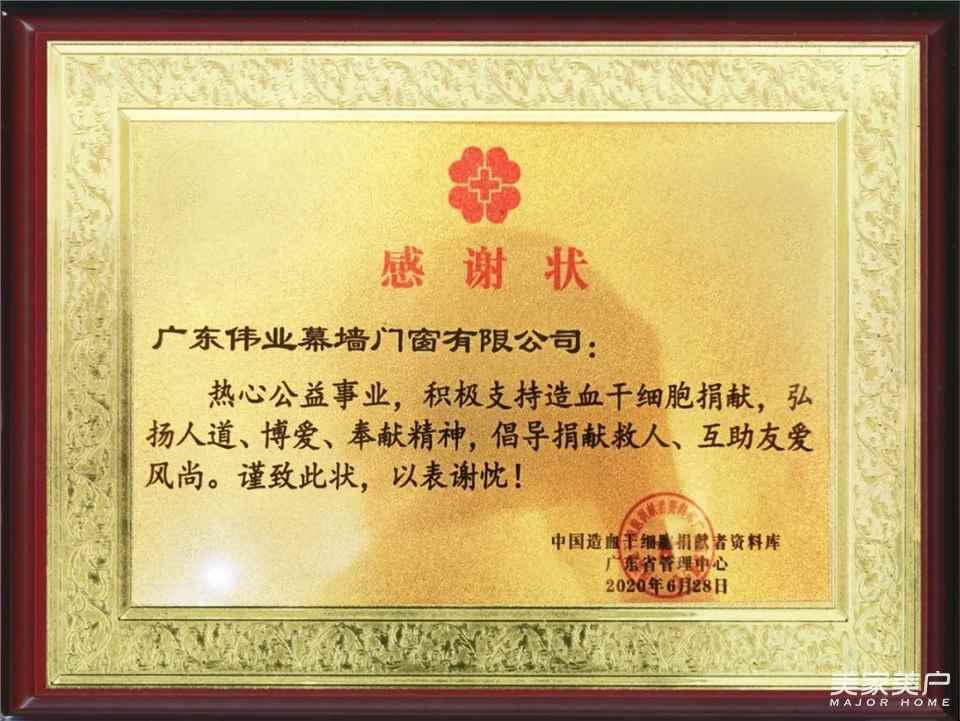 感谢状
广东伟业幕墙门窗有限公司：
热心公益事业，积极支持造血干细胞捐献，弘
扬人道、博爱、奉献精神，倡导捐献救人、互助友爱
风尚。谨致此状，以表谢忱！
中国造血干细胞捐献者资料库
广东省管理中心
2020年6月28日
美家美户
MAJOR HOME